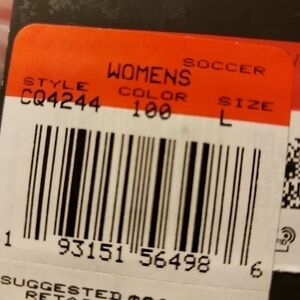 SOCCER
WOMENS
STYLE COLOR SIZE
CQ4244 100 L
1 93151 56498 6
SUGGESTED